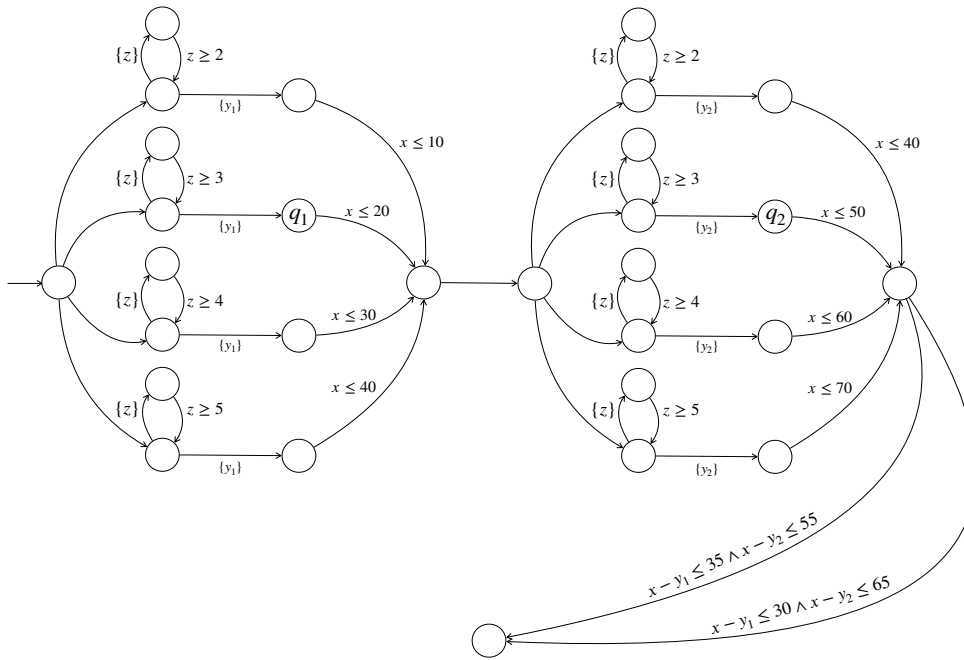 {z} z ≥ 2
{y₁}
x ≤ 10
{z} z ≥ 3
{y₁}
q₁
x ≤ 20
{z} z ≥ 4
{y₁}
x ≤ 30
{z} z ≥ 5
{y₁}
x ≤ 40
{z} z ≥ 2
{y₂}
x ≤ 40
{z} z ≥ 3
{y₂}
q₂
x ≤ 50
{z} z ≥ 4
{y₂}
x ≤ 60
{z} z ≥ 5
{y₂}
x ≤ 70
x − y₁ ≤ 35 ∧ x − y₂ ≤ 55
x − y₁ ≤ 30 ∧ x − y₂ ≤ 65